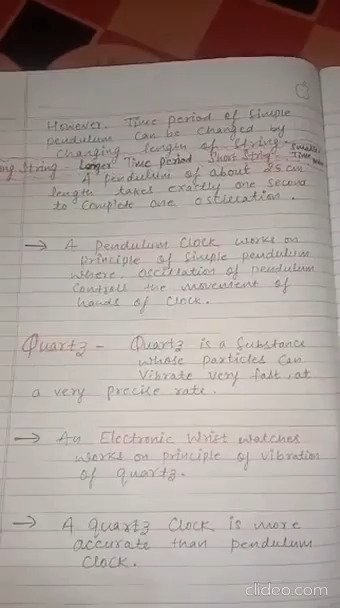 However. Time period of simple
pendulum can be changed by
changing length of string.
ng String - Longer Time period Short String - Smaller Time
A pendulum of about 25 cm
length takes exactly one second
to complete one oscillation.
→ A Pendulum Clock works on
principle of simple pendulum
where oscillation of pendulum
controll the movement of
hands of clock.
Quartz - Quartz is a Substance
whose particles can
vibrate very fast, at
a very precise rate.
→ An Electronic Wrist watches
works on principle of vibration
of quartz.
→ A quartz Clock is more
accurate than pendulum
clock.
clideo.com